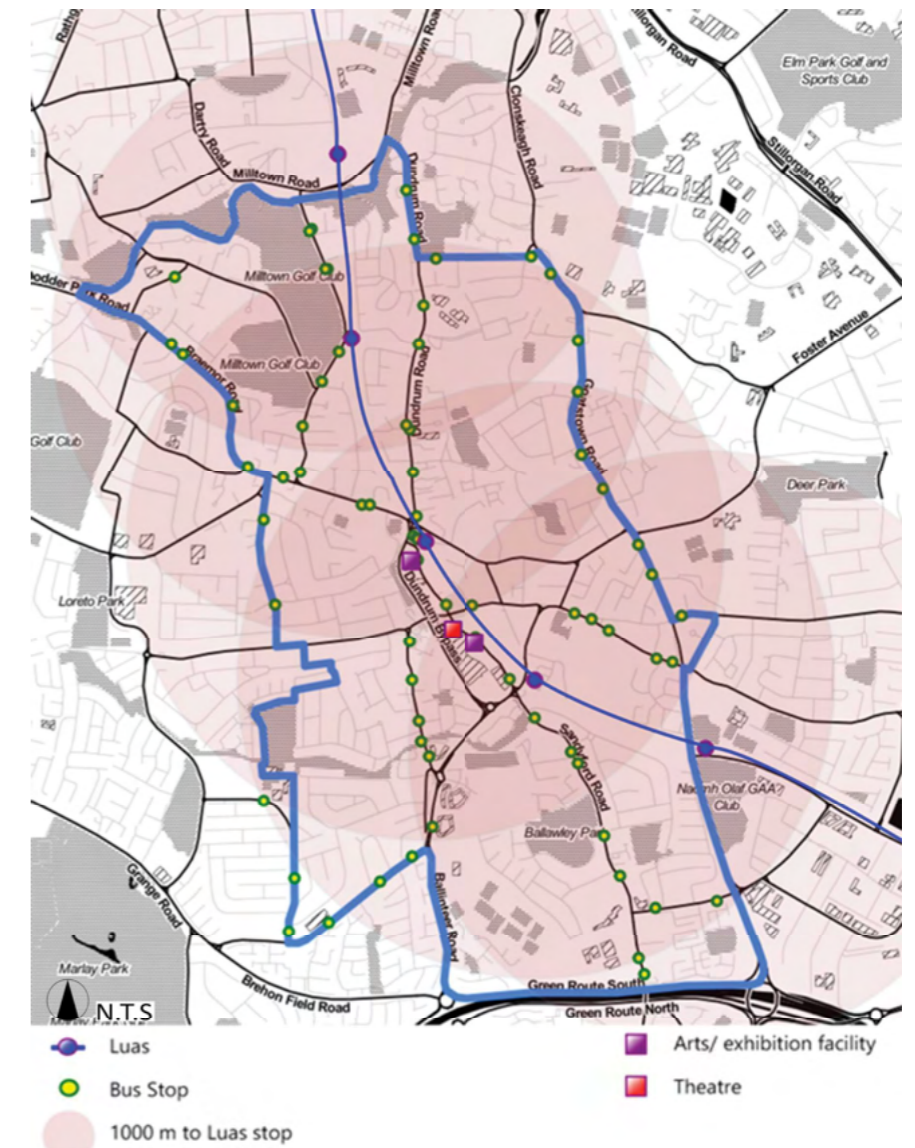 Milltown Road
Stillorgan Road
Elm Park Golf and
Sports Club
Dartry Road
Clonskeagh Road
Stillorgan Road
Milltown Road
Dundrum Road
Milltown Golf Club
Dodder Park Road
Foster Avenue
Braemor Road
Milltown Golf Club
Dundrum Road
Goatstown Road
Golf Club
Deer Park
Loreto Park
Dundrum Bypass
Sandyford Road
Naomh Olaf GAA
Club
Ballawley Park
Grange Road
Ballinteer Road
Marlay Park
N.T.S
Brehon Field Road
Green Route South
Green Route North
Luas
Bus Stop
1000 m to Luas stop
Arts/ exhibition facility
Theatre